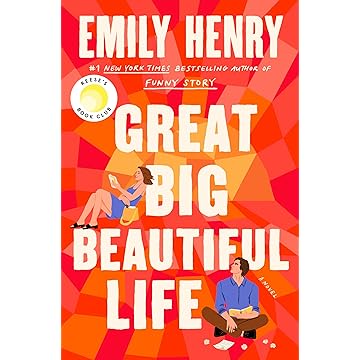 EMILY HENRY
#1 NEW YORK TIMES BESTSELLING AUTHOR OF
FUNNY STORY
REESE'S
BOOK CLUB
GREAT
BIG
BEAUTIFUL
LIFE
A NOVEL